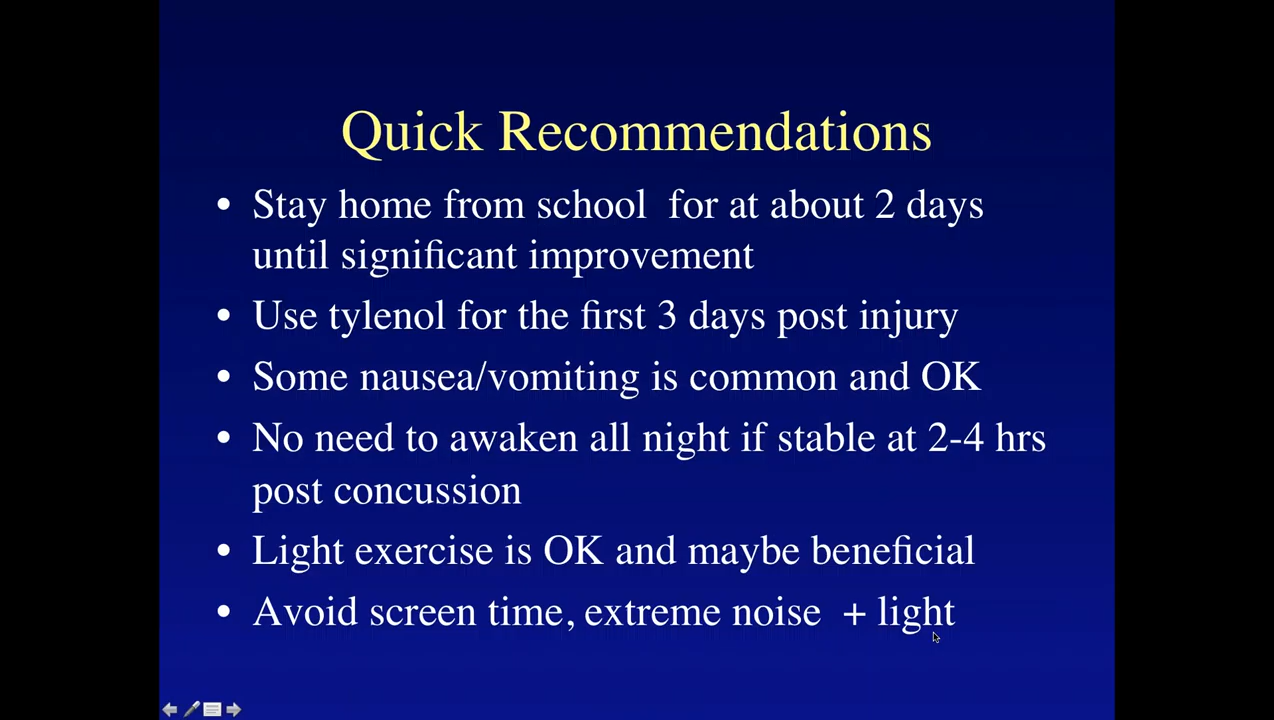 Quick Recommendations
• Stay home from school  for at about 2 days
until significant improvement
• Use tylenol for the first 3 days post injury
• Some nausea/vomiting is common and OK
• No need to awaken all night if stable at 2-4 hrs
post concussion
• Light exercise is OK and maybe beneficial
• Avoid screen time, extreme noise  + light